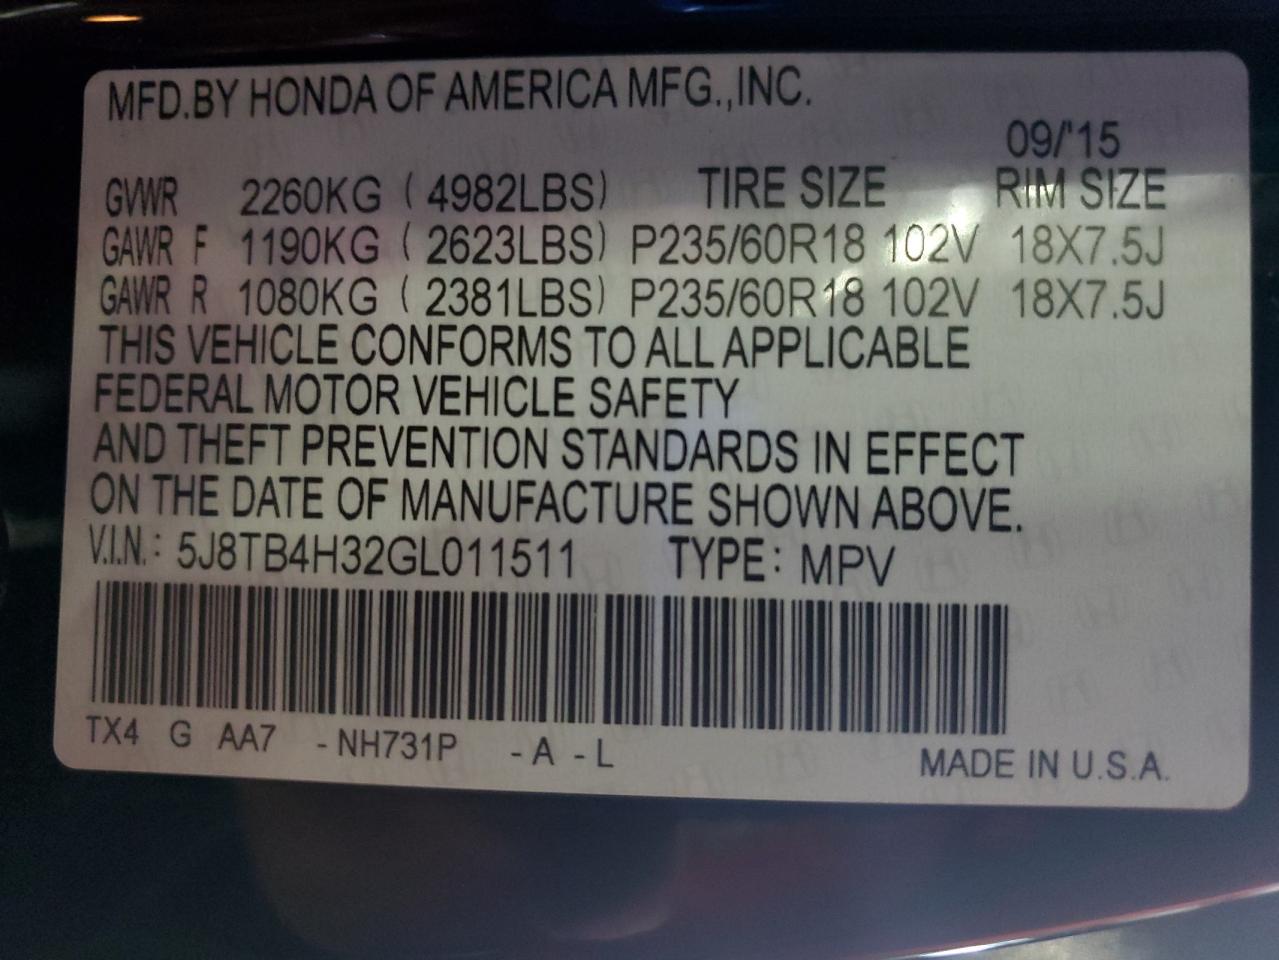 MFD.BY HONDA OF AMERICA MFG.,INC.
09/'15
GVWR 2260KG ( 4982LBS) TIRE SIZE RIM SIZE
GAWR F 1190KG ( 2623LBS) P235/60R18 102V 18X7.5J
GAWR R 1080KG ( 2381LBS) P235/60R18 102V 18X7.5J
THIS VEHICLE CONFORMS TO ALL APPLICABLE
FEDERAL MOTOR VEHICLE SAFETY
AND THEFT PREVENTION STANDARDS IN EFFECT
ON THE DATE OF MANUFACTURE SHOWN ABOVE.
V.I.N.: 5J8TB4H32GL011511 TYPE: MPV
TX4 G AA7 - NH731P - A - L
MADE IN U.S.A.